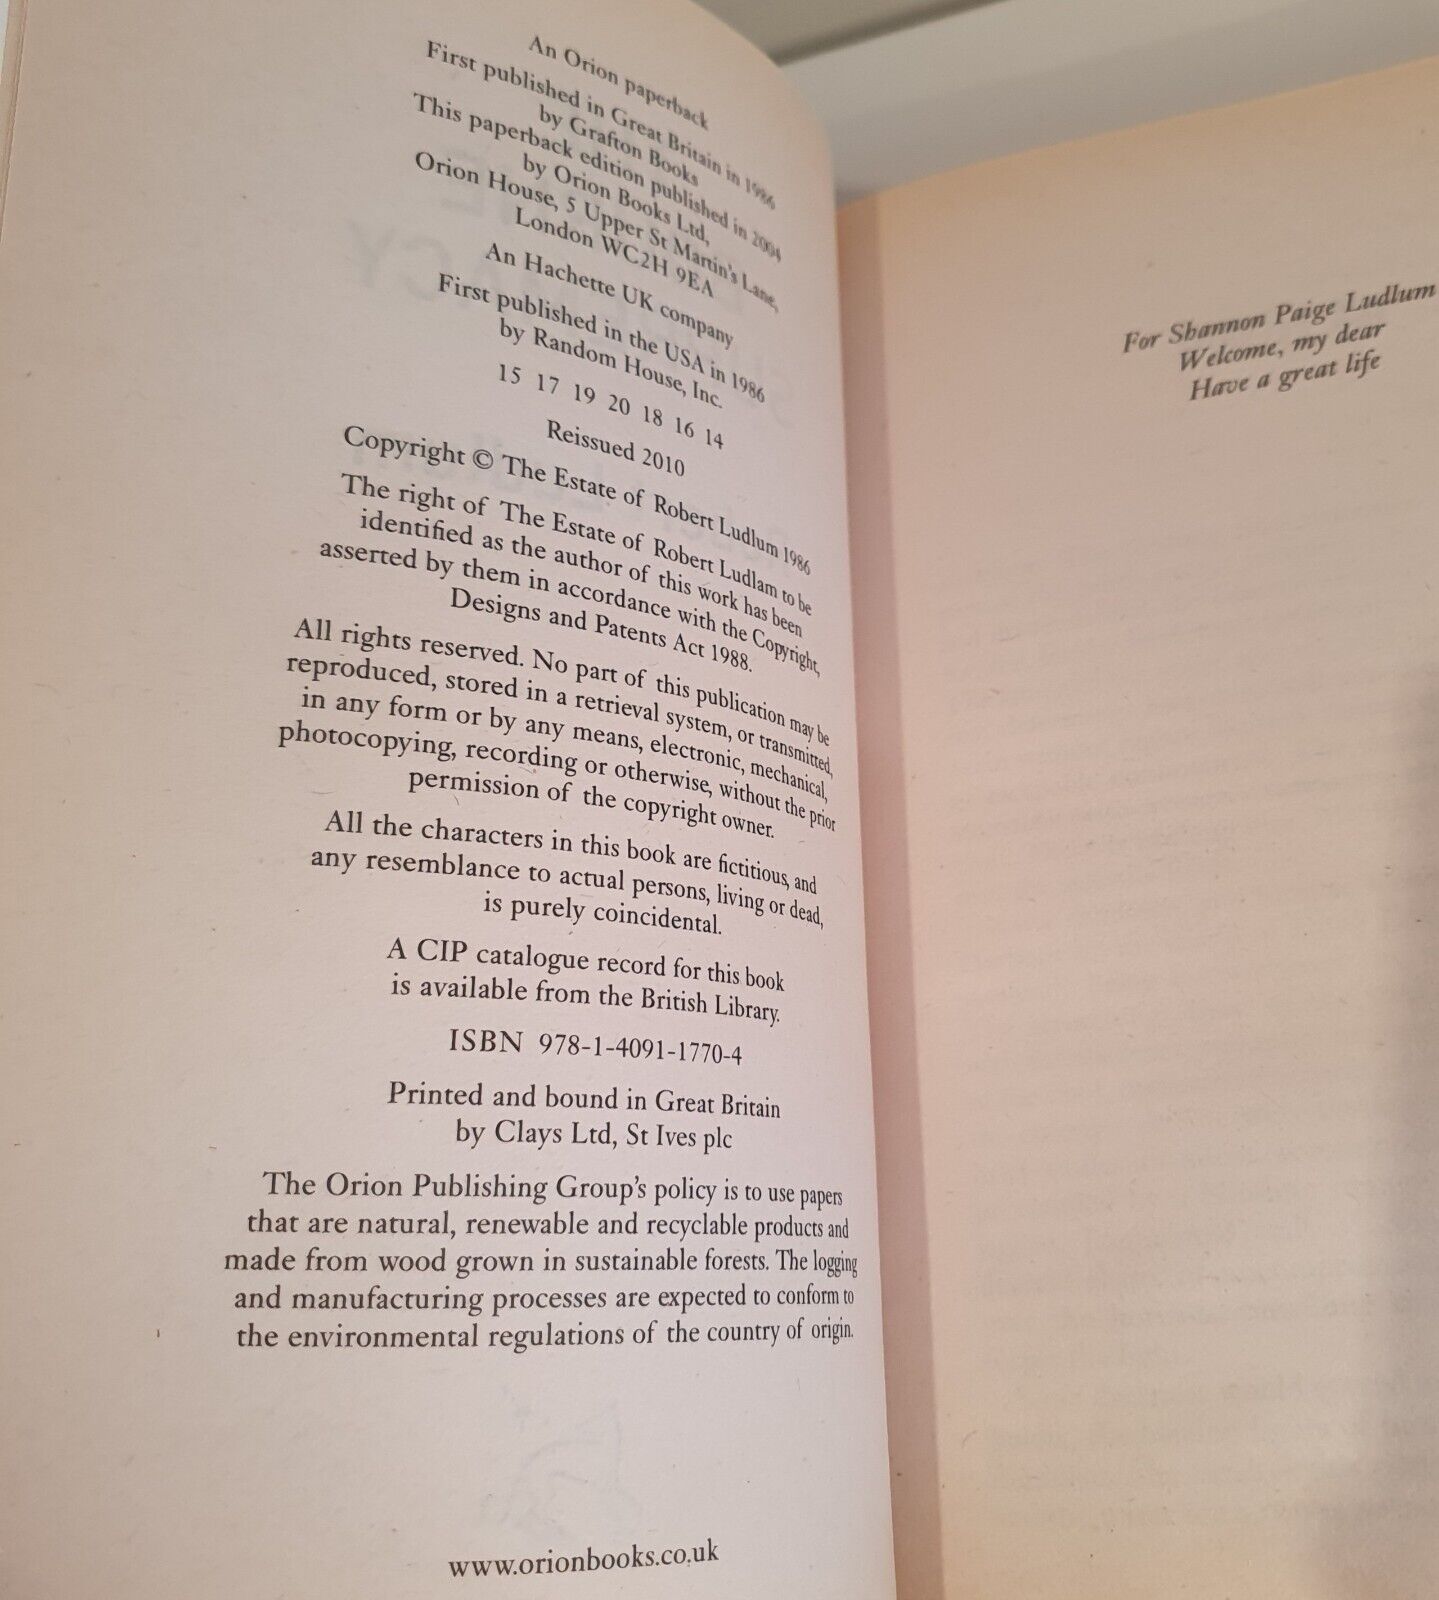 An Orion paperback
First published in Great Britain in 1986
by Grafton Books
This paperback edition published in 2004
by Orion Books Ltd,
Orion House, 5 Upper St Martin's Lane,
London WC2H 9EA
An Hachette UK company
First published in the USA in 1986
by Random House, Inc.
15 17 19 20 18 16 14
Reissued 2010
Copyright © The Estate of Robert Ludlum 1986
The right of The Estate of Robert Ludlam to be
identified as the author of this work has been
asserted by them in accordance with the Copyright,
Designs and Patents Act 1988.
All rights reserved. No part of this publication may be
reproduced, stored in a retrieval system, or transmitted,
in any form or by any means, electronic, mechanical,
photocopying, recording or otherwise, without the prior
permission of the copyright owner.
All the characters in this book are fictitious, and
any resemblance to actual persons, living or dead,
is purely coincidental.
A CIP catalogue record for this book
is available from the British Library.
ISBN 978-1-4091-1770-4
Printed and bound in Great Britain
by Clays Ltd, St Ives plc
The Orion Publishing Group's policy is to use papers
that are natural, renewable and recyclable products and
made from wood grown in sustainable forests. The logging
and manufacturing processes are expected to conform to
the environmental regulations of the country of origin.
www.orionbooks.co.uk
For Shannon Paige Ludlum
Welcome, my dear
Have a great life